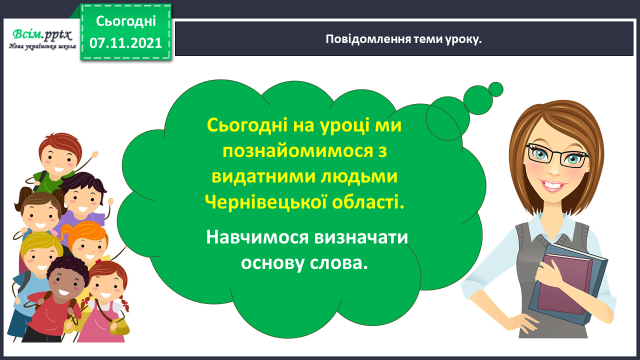 Всім.pptx
Нова українська школа
Сьогодні
07.11.2021
Повідомлення теми уроку.
Сьогодні на уроці ми
познайомимося з
видатними людьми
Чернівецької області.
Навчимося визначати
основу слова.